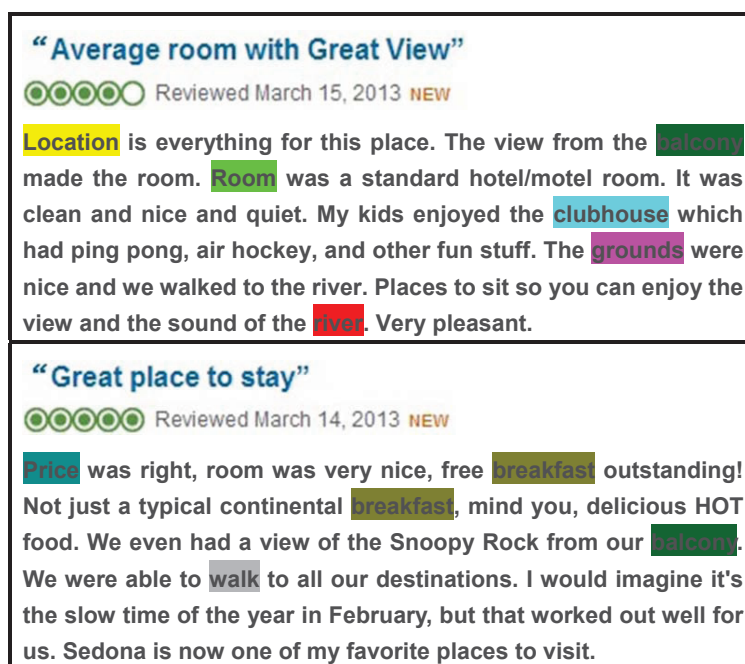 “Average room with Great View”
Reviewed March 15, 2013 NEW
Location is everything for this place. The view from the balcony
made the room. Room was a standard hotel/motel room. It was
clean and nice and quiet. My kids enjoyed the clubhouse which
had ping pong, air hockey, and other fun stuff. The grounds were
nice and we walked to the river. Places to sit so you can enjoy the
view and the sound of the river. Very pleasant.
“Great place to stay”
Reviewed March 14, 2013 NEW
Price was right, room was very nice, free breakfast outstanding!
Not just a typical continental breakfast, mind you, delicious HOT
food. We even had a view of the Snoopy Rock from our balcony.
We were able to walk to all our destinations. I would imagine it's
the slow time of the year in February, but that worked out well for
us. Sedona is now one of my favorite places to visit.